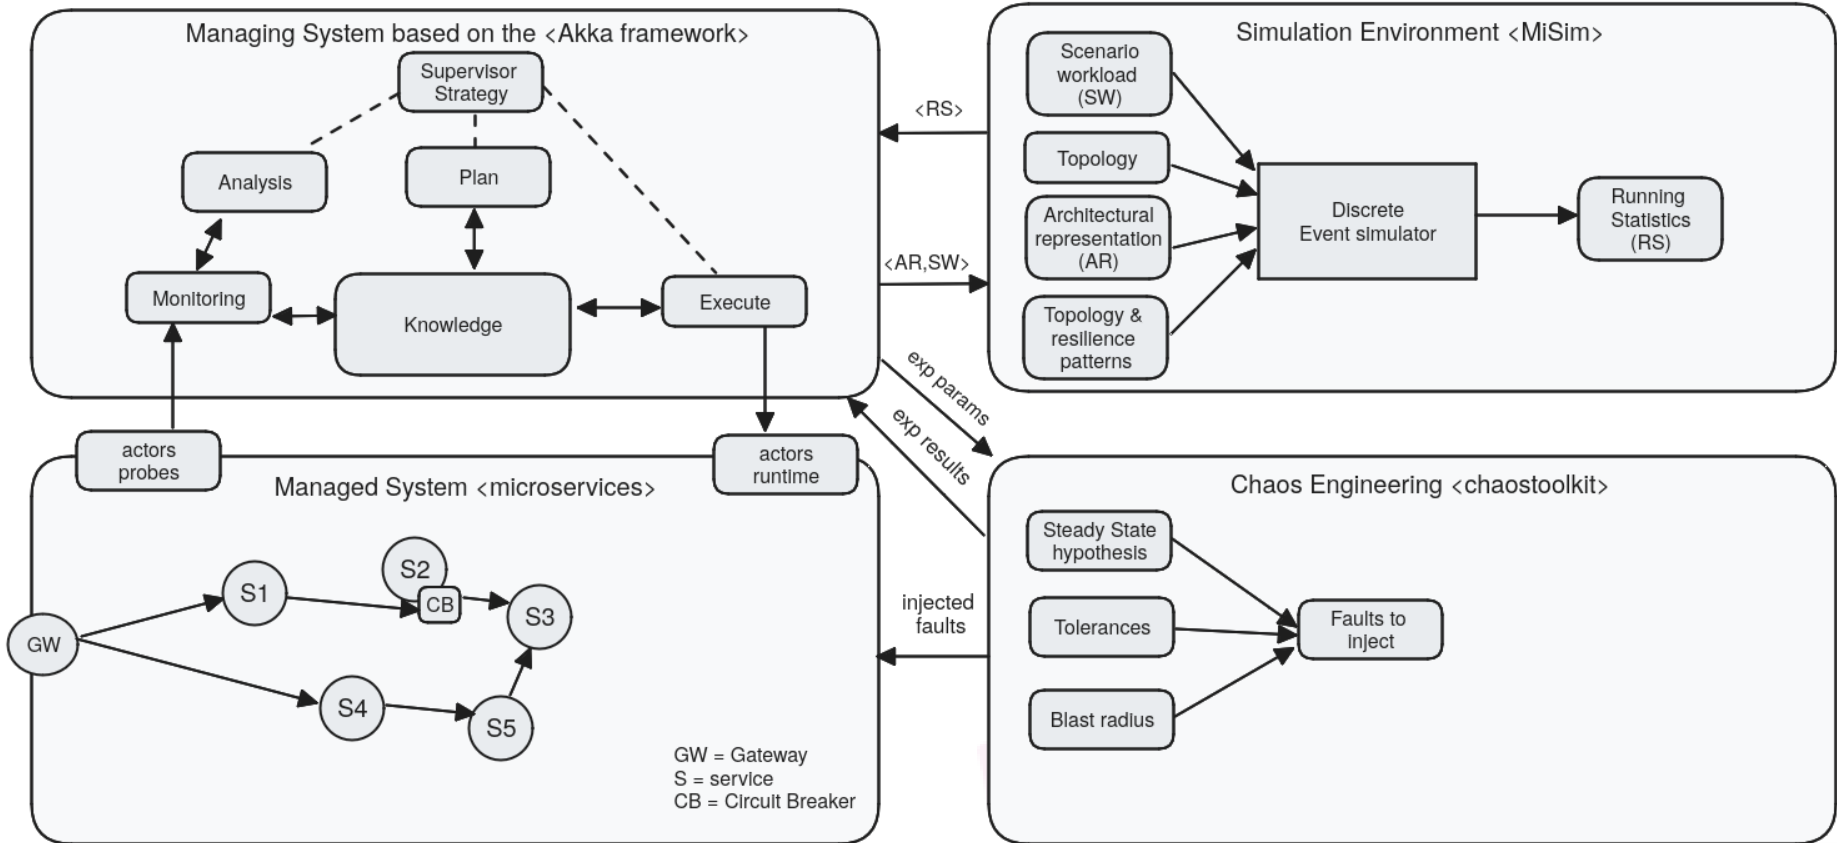 Managing System based on the <Akka framework>
Supervisor
Strategy
Analysis
Plan
Monitoring
Knowledge
Execute
<RS>
<AR,SW>
exp params
exp results
Simulation Environment <MiSim>
Scenario
workload
(SW)
Topology
Architectural
representation
(AR)
Topology &
resilience
patterns
Discrete
Event simulator
Running
Statistics
(RS)
actors
probes
actors
runtime
Managed System <microservices>
GW
S1
S2
CB
S3
S4
S5
GW = Gateway
S = service
CB = Circuit Breaker
injected
faults
Chaos Engineering <chaostoolkit>
Steady State
hypothesis
Tolerances
Blast radius
Faults to
inject